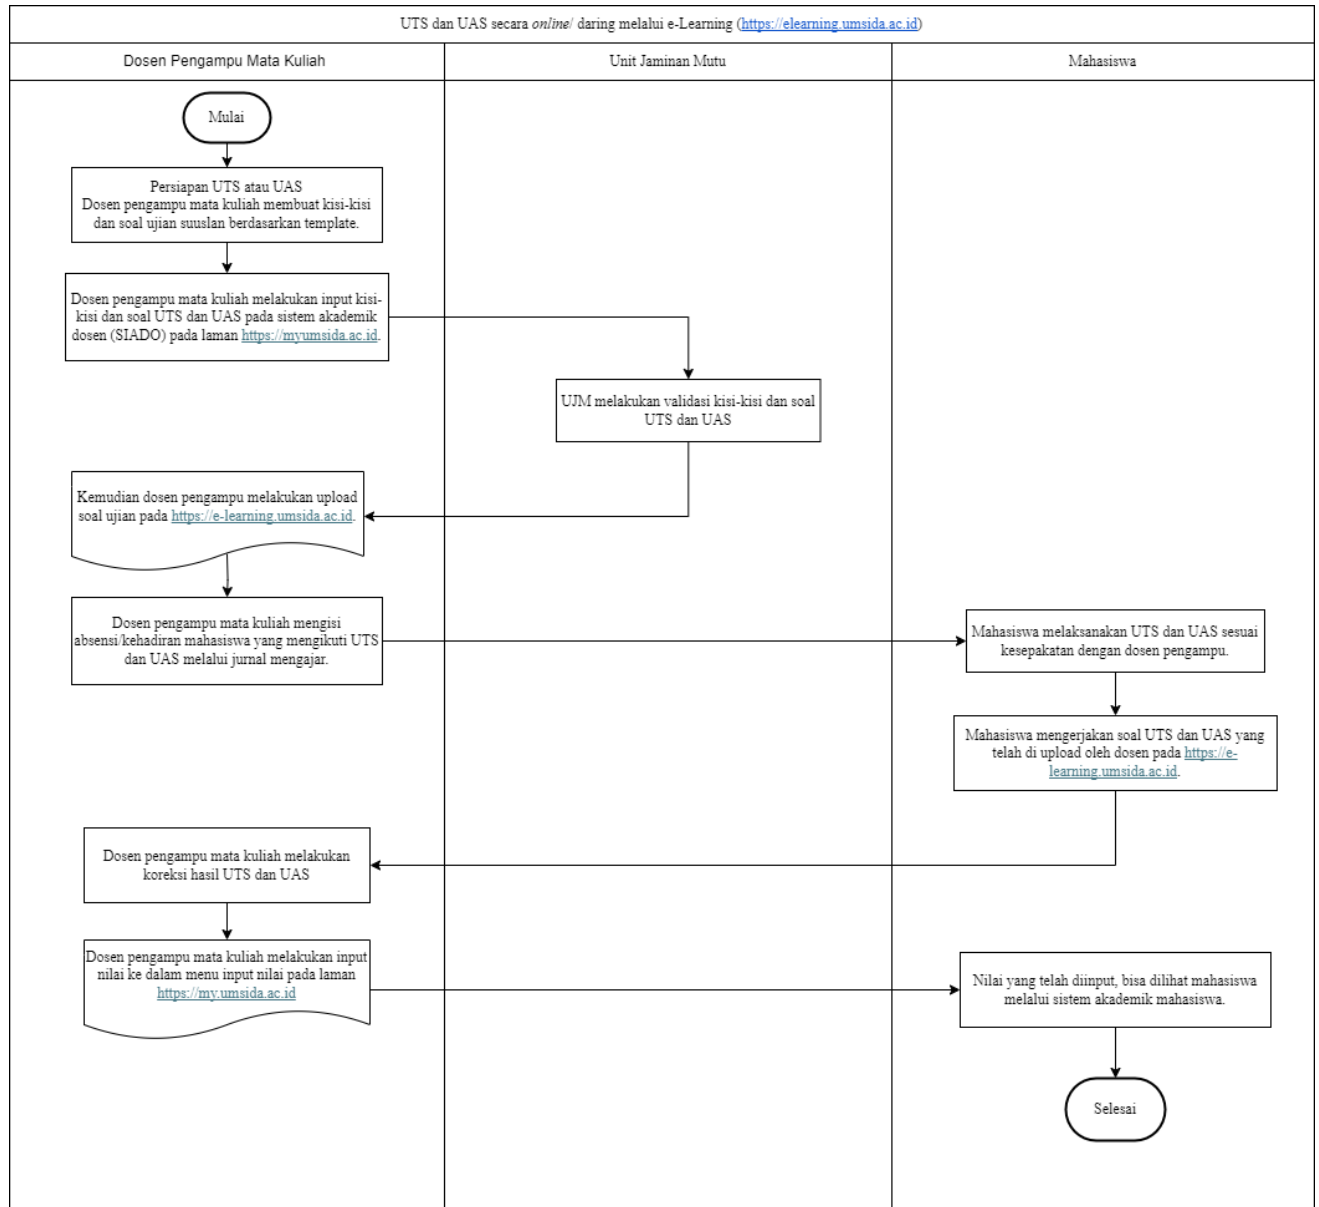 UTS dan UAS secara online/ daring melalui e-Learning (https://elearning.umsida.ac.id)
Dosen Pengampu Mata Kuliah
Unit Jaminan Mutu
Mahasiswa
Mulai
Persiapan UTS atau UAS
Dosen pengampu mata kuliah membuat kisi-kisi
dan soal ujian suuslan berdasarkan template.
Dosen pengampu mata kuliah melakukan input kisi-
kisi dan soal UTS dan UAS pada sistem akademik
dosen (SIADO) pada laman https://myumsida.ac.id.
UJM melakukan validasi kisi-kisi dan soal
UTS dan UAS
Kemudian dosen pengampu melakukan upload
soal ujian pada https://e-learning.umsida.ac.id.
Dosen pengampu mata kuliah mengisi
absensi/kehadiran mahasiswa yang mengikuti UTS
dan UAS melalui jurnal mengajar.
Mahasiswa melaksanakan UTS dan UAS sesuai
kesepakatan dengan dosen pengampu.
Mahasiswa mengerjakan soal UTS dan UAS yang
telah di upload oleh dosen pada https://e-
learning.umsida.ac.id.
Dosen pengampu mata kuliah melakukan
koreksi hasil UTS dan UAS
Dosen pengampu mata kuliah melakukan input
nilai ke dalam menu input nilai pada laman
https://my.umsida.ac.id
Nilai yang telah diinput, bisa dilihat mahasiswa
melalui sistem akademik mahasiswa.
Selesai